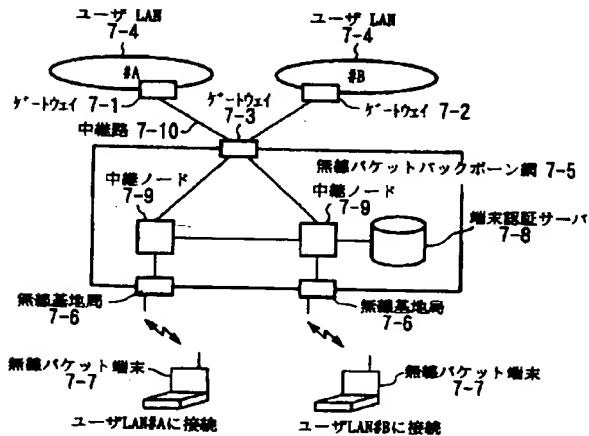 ユーザ LAN
7-4
ユーザ LAN
7-4
#A
#B
ゲートウェイ 7-1
ゲートウェイ
7-3
ゲートウェイ 7-2
中継路 7-10
無線パケットバックボーン網 7-5
中継ノード
7-9
中継ノード
7-9
端末認証サーバ
7-8
無線基地局
7-6
無線基地局
7-6
無線パケット端末
7-7
無線パケット端末
7-7
ユーザLAN#Aに接続
ユーザLAN#Bに接続